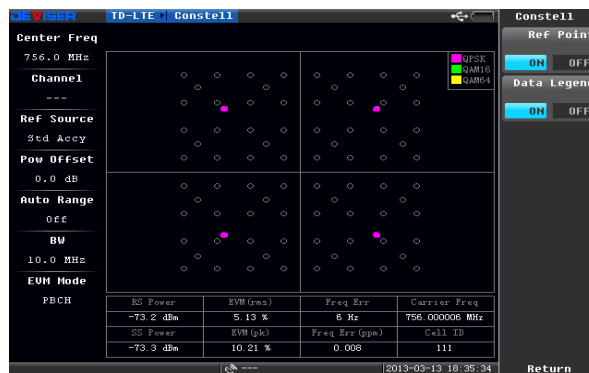 DEVISER
TD-LTE Constell
Constell
Center Freq
756.0 MHz
Channel
---
Ref Source
Std Accy
Pow Offset
0.0 dB
Auto Range
Off
BW
10.0 MHz
EVM Mode
PBCH
QPSK
QAM16
QAM64
Ref Poin
ON OFF
Data Legend
ON OFF
RS Power EVM(rms) Freq Err Carrier Freq
-73.2 dBm 5.13 % 6 Hz 756.000006 MHz
SS Power EVM(pk) Freq Err(ppm) Cell ID
-73.3 dBm 10.21 % 0.008 111
--- 2013-03-13 18:35:34
Return